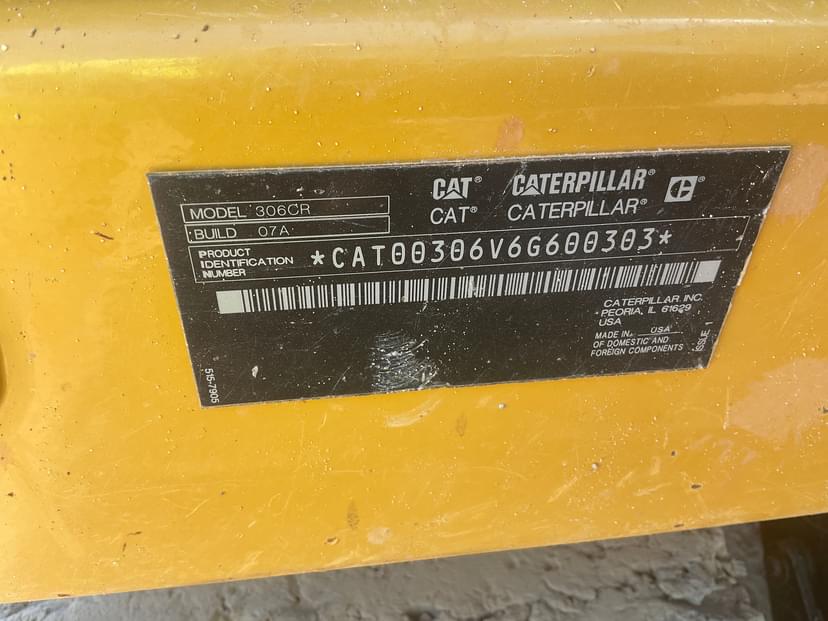 CAT® CATERPILLAR® C®
CAT® CATERPILLAR®
MODEL 306CR
BUILD 07A
PRODUCT IDENTIFICATION NUMBER *CAT00306V6G600303*
CATERPILLAR INC.
PEORIA, IL 61629
USA
MADE IN USA
OF DOMESTIC AND
FOREIGN COMPONENTS
ISSUE 1
515-7905